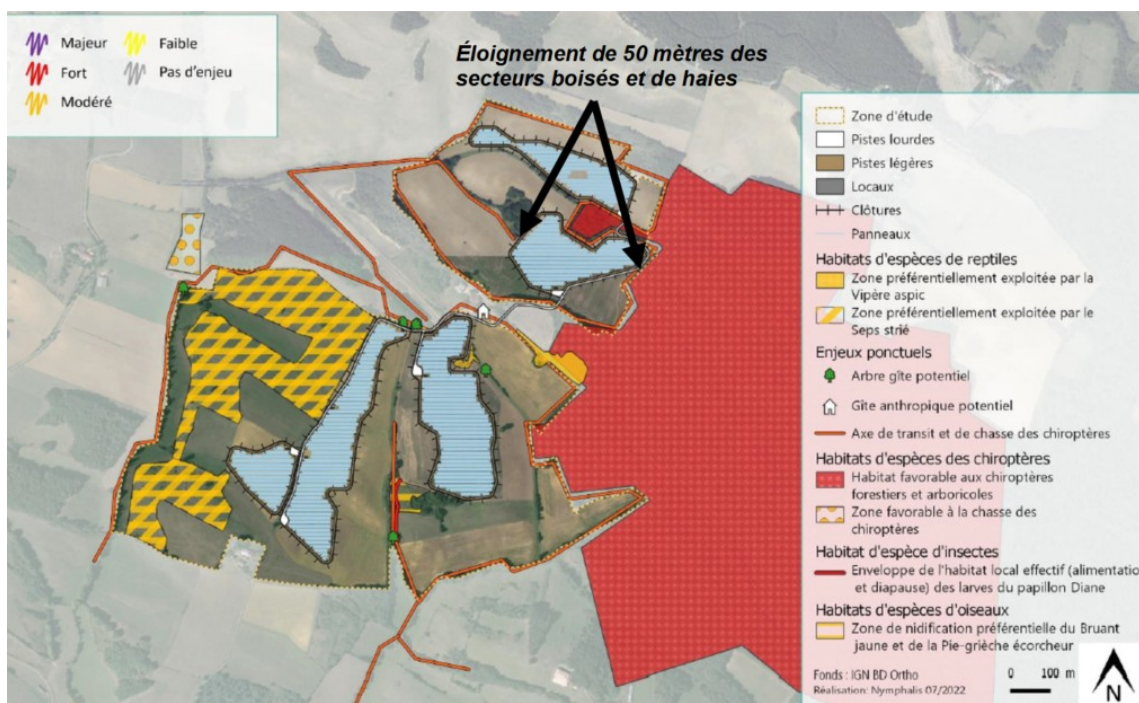 Majeur
Faible
Fort
Pas d'enjeu
Modéré
Éloignement de 50 mètres des
secteurs boisés et de haies
Zone d'étude
Pistes lourdes
Pistes légères
Locaux
Clôtures
Panneaux
Habitats d'espèces de reptiles
Zone préférentiellement exploitée par la
Vipère aspic
Zone préférentiellement exploitée par le
Seps strié
Enjeux ponctuels
Arbre gîte potentiel
Gîte anthropique potentiel
Axe de transit et de chasse des chiroptères
Habitats d'espèces des chiroptères
Habitat favorable aux chiroptères
forestiers et arboricoles
Zone favorable à la chasse des
chiroptères
Habitat d'espèce d'insectes
Enveloppe de l'habitat local effectif (alimentatio
et diapause) des larves du papillon Diane
Habitats d'espèces d'oiseaux
Zone de nidification préférentielle du Bruant
jaune et de la Pie-grièche écorcheur
Fonds : IGN BD Ortho
Réalisation: Nymphalis 07/2022
0 100 m
N